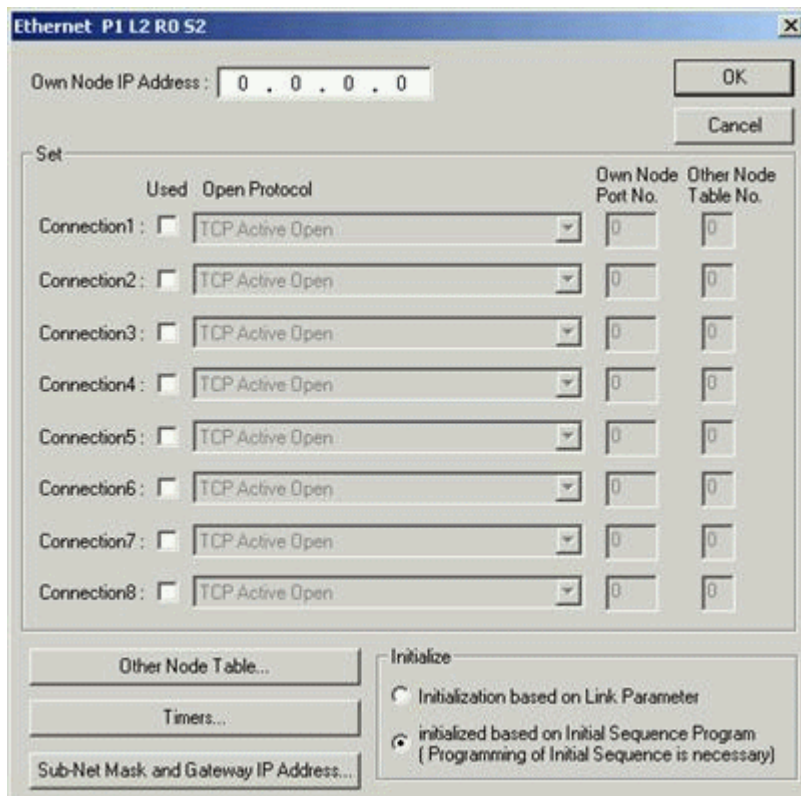 Ethernet P1 L2 R0 S2
Own Node IP Address : 0 . 0 . 0 . 0
OK
Cancel
Set
Used Open Protocol Own Node Port No. Other Node Table No.
Connection1 : TCP Active Open 0 0
Connection2 : TCP Active Open 0 0
Connection3 : TCP Active Open 0 0
Connection4 : TCP Active Open 0 0
Connection5 : TCP Active Open 0 0
Connection6 : TCP Active Open 0 0
Connection7 : TCP Active Open 0 0
Connection8 : TCP Active Open 0 0
Other Node Table...
Timers...
Sub-Net Mask and Gateway IP Address...
Initialize
Initialization based on Link Parameter
initialized based on Initial Sequence Program
( Programming of Initial Sequence is necessary)